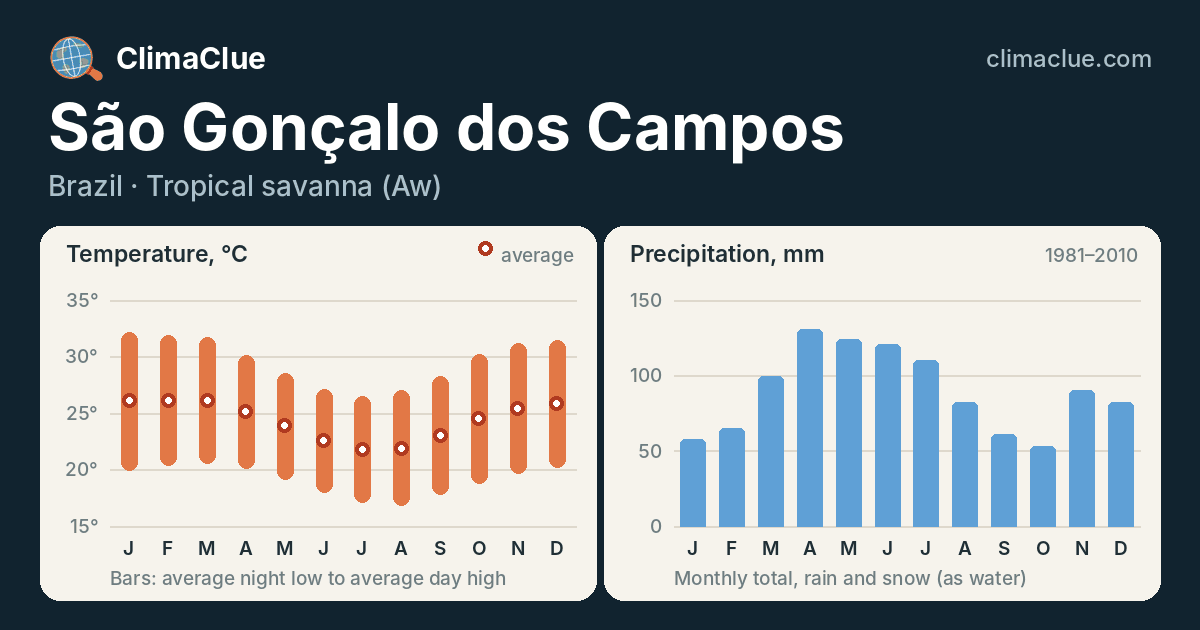 ClimaClue
climaclue.com
São Gonçalo dos Campos
Brazil · Tropical savanna (Aw)
Temperature, °C
average
35°
30°
25°
20°
15°
J F M A M J J A S O N D
Bars: average night low to average day high
Precipitation, mm
1981–2010
150
100
50
0
J F M A M J J A S O N D
Monthly total, rain and snow (as water)